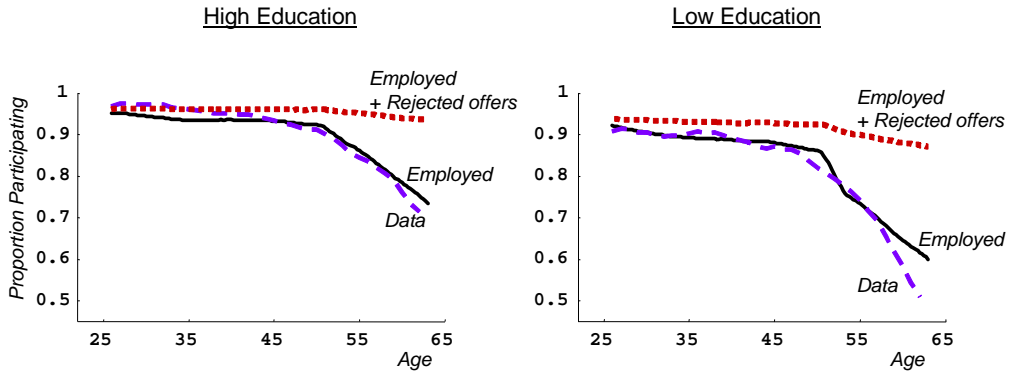 High Education
Proportion Participating
1
0.9
0.8
0.7
0.6
0.5
Employed
+ Rejected offers
Employed
Data
25
35
45
55
65
Age
Low Education
1
0.9
0.8
0.7
0.6
0.5
Employed
+ Rejected offers
Employed
Data
25
35
45
55
65
Age